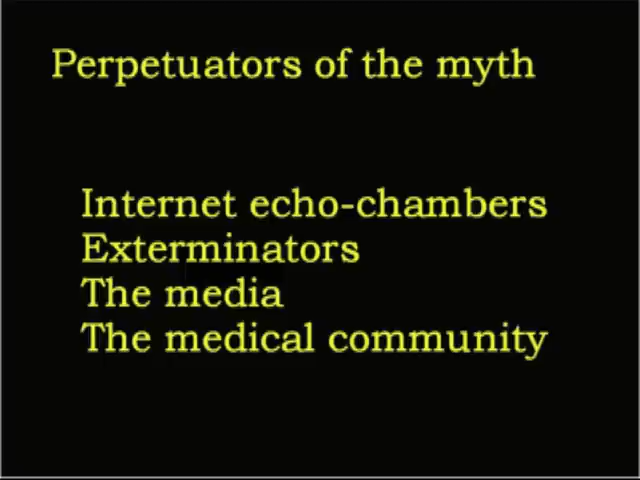 Perpetuators of the myth
Internet echo-chambers
Exterminators
The media
The medical community